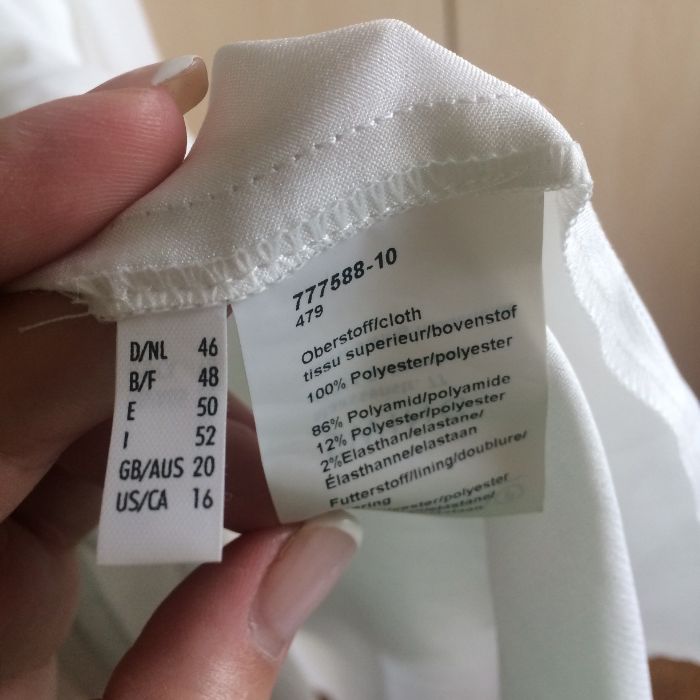 D/NL 46
B/F 48
E 50
I 52
GB/AUS 20
US/CA 16
777588-10
479
Oberstoff/cloth
tissu superieur/bovenstof
100% Polyester/polyester
86% Polyamid/polyamide
12% Polyester/polyester
2%Elasthan/elastane/
Élasthanne/elastaan
Futterstoff/lining/doublure/